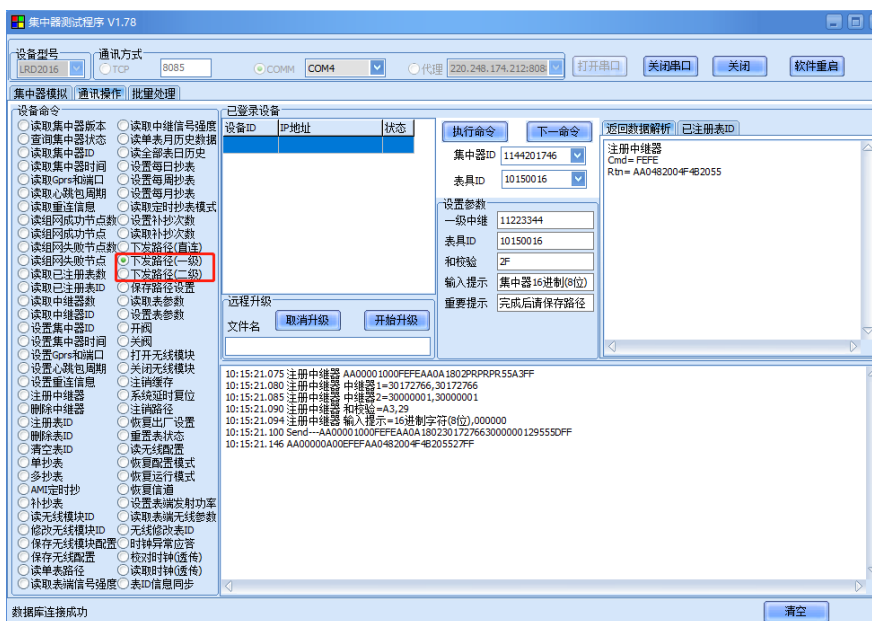 集中器测试程序 V1.78
设备型号 通讯方式
LRD2016 TCP 8085 COMM COM4 代理 220.248.174.212:808 打开串口 关闭串口 关闭 软件重启
集中器模拟 通讯操作 批量处理
设备命令
读取集中器版本 读取中继信号强度
查询集中器状态 读单表月历史数据
读取集中器ID 读全部表日历史
读取集中器时间 设置每日抄表
读取Gprs和端口 设置每周抄表
读取心跳包周期 设置每月抄表
读取重连信息 读取定时抄表模式
读组网成功节点数 设置补抄次数
读组网成功节点 读取补抄次数
读组网失败节点数 下发路径(直连)
读组网失败节点 下发路径(一级)
读取已注册表数 下发路径(二级)
读取已注册表ID 保存路径设置
读取中继器数 读取表参数
读取中继器ID 设置表参数
设置集中器ID 开阀
设置集中器时间 关阀
设置Gprs和端口 打开无线模块
设置心跳包周期 关闭无线模块
设置重连信息 注销缓存
注册中继器 系统延时复位
删除中继器 注销路径
注册表ID 恢复出厂设置
删除表ID 重置表状态
清空表ID 读无线配置
单抄表 恢复配置模式
多抄表 恢复运行模式
AMI定时抄 恢复信道
补抄表 设置表端发射功率
读无线模块ID 读取表端无线参数
修改无线模块ID 无线修改表ID
保存无线模块配置 时钟异常应答
保存无线配置 校对时钟(透传)
读单表路径 读取时钟(透传)
读取表端信号强度 表ID信息同步
已登录设备
设备ID IP地址 状态
远程升级
文件名 取消升级 开始升级
执行命令 下一命令
集中器ID 1144201746
表具ID 10150016
设置参数
一级中继 11223344
表具ID 10150016
和校验 2F
输入提示 集中器16进制(8位)
重要提示 完成后请保存路径
返回数据解析 已注册表ID
注册中继器
Cmd= FEFE
Rtn= AA0482004F4B2055
10:15:21.075 注册中继器 AA00001000FEFEAA0A1802PRPRPR55A3FF
10:15:21.080 注册中继器 中继器1=30172766,30172766
10:15:21.085 注册中继器 中继器2=30000001,30000001
10:15:21.090 注册中继器 和校验=A3,29
10:15:21.094 注册中继器 输入提示=16进制字符(8位),000000
10:15:21.100 Send---AA00001000FEFEAA0A1802301727663000000129555DFF
10:15:21.146 AA00000A00FEFEAA0482004F4B205527FF
数据库连接成功 清空